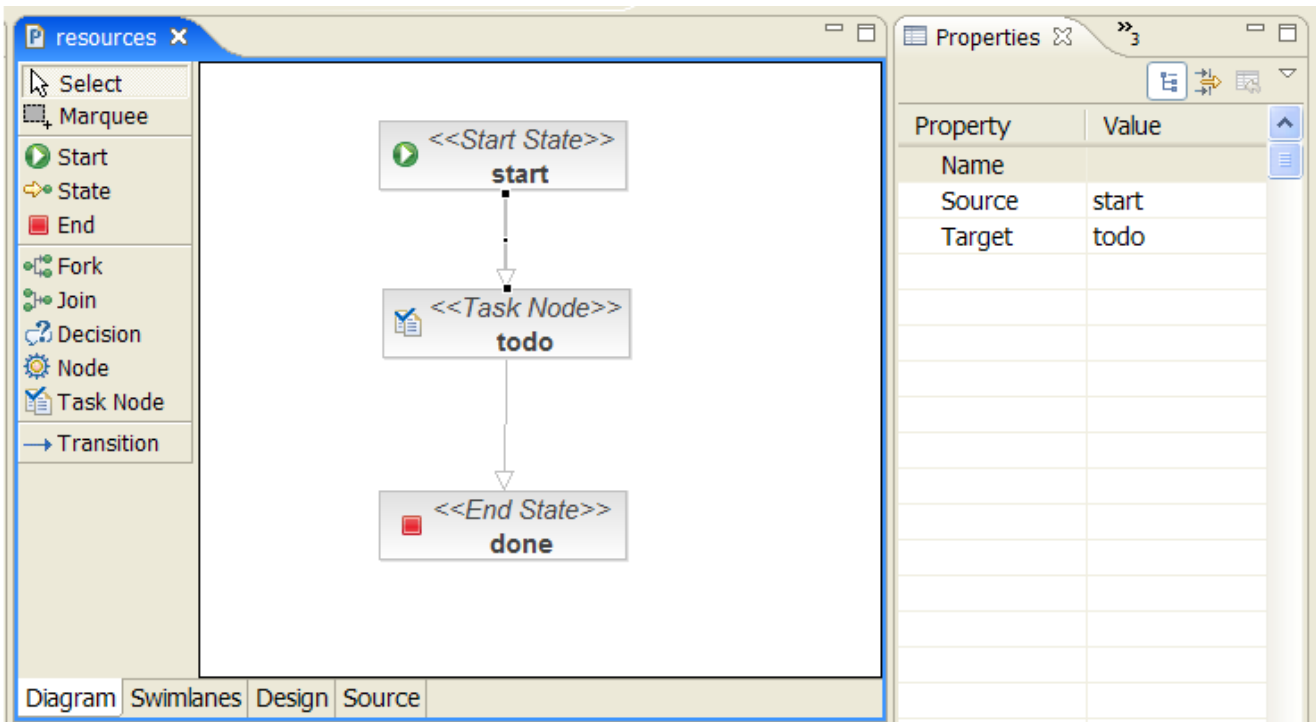 resources
Select
Marquee
Start
State
End
Fork
Join
Decision
Node
Task Node
Transition
<<Start State>>
start
<<Task Node>>
todo
<<End State>>
done
Diagram Swimlanes Design Source
Properties »3
Property Value
Name
Source start
Target todo